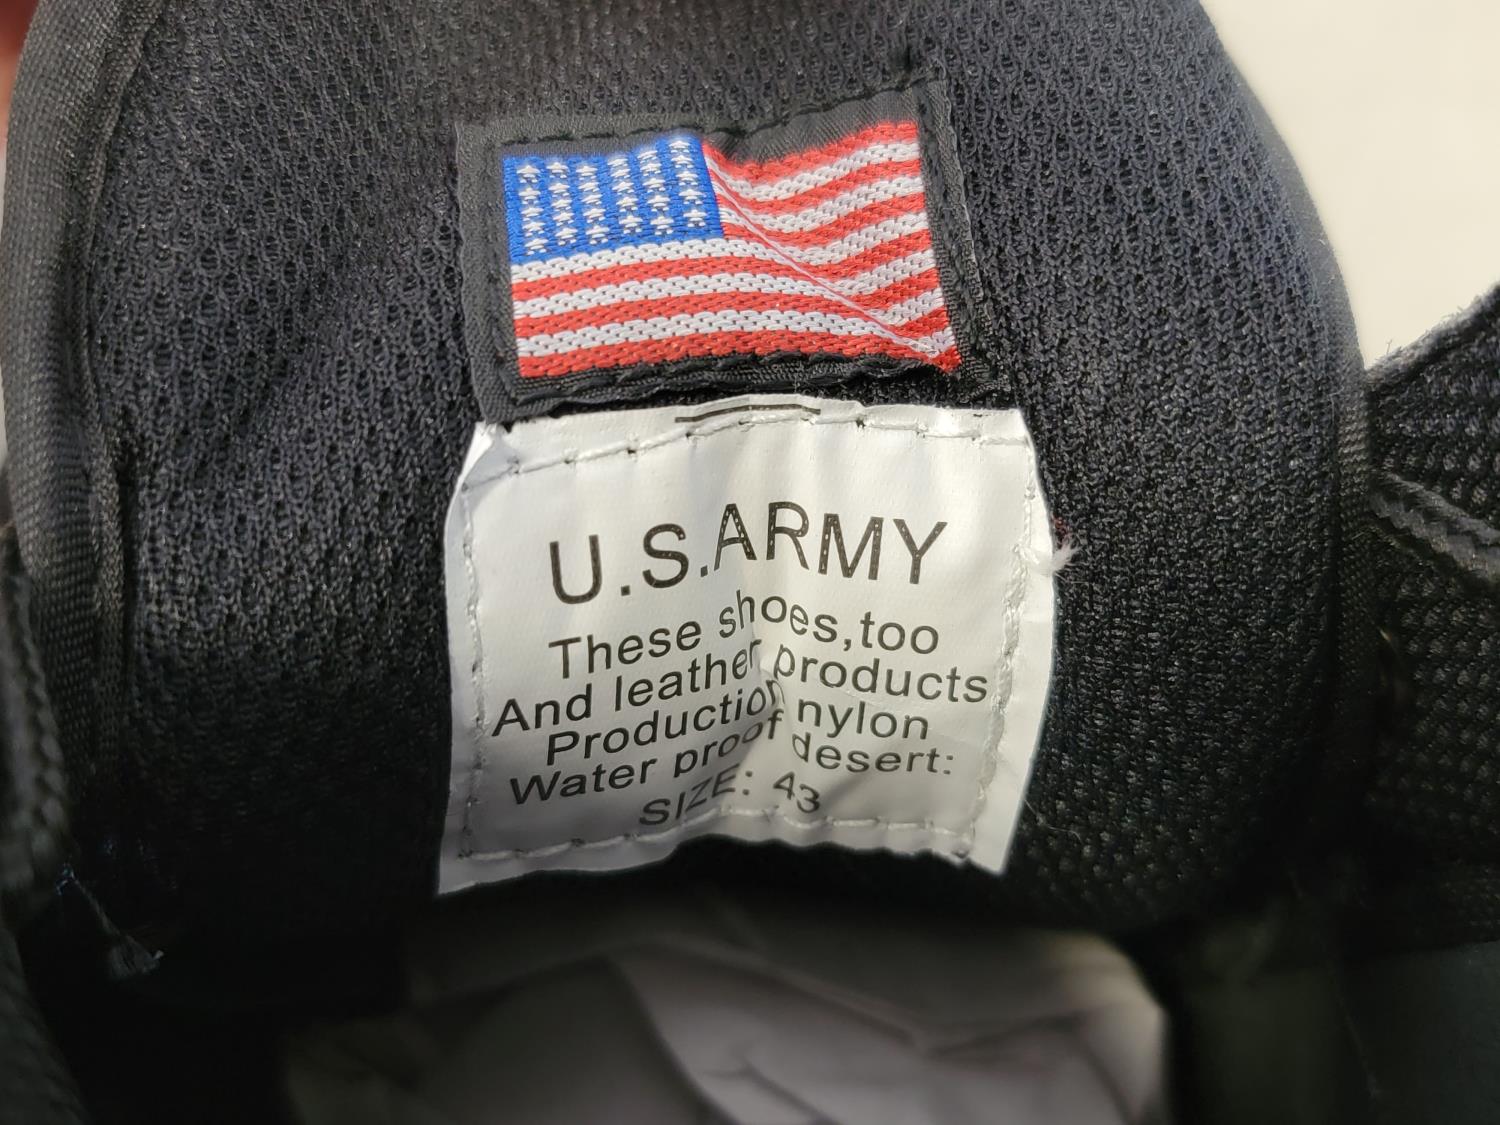 U.S.ARMY
These shoes,too
And leather products
Production nylon
Water proof desert:
SIZE: 43